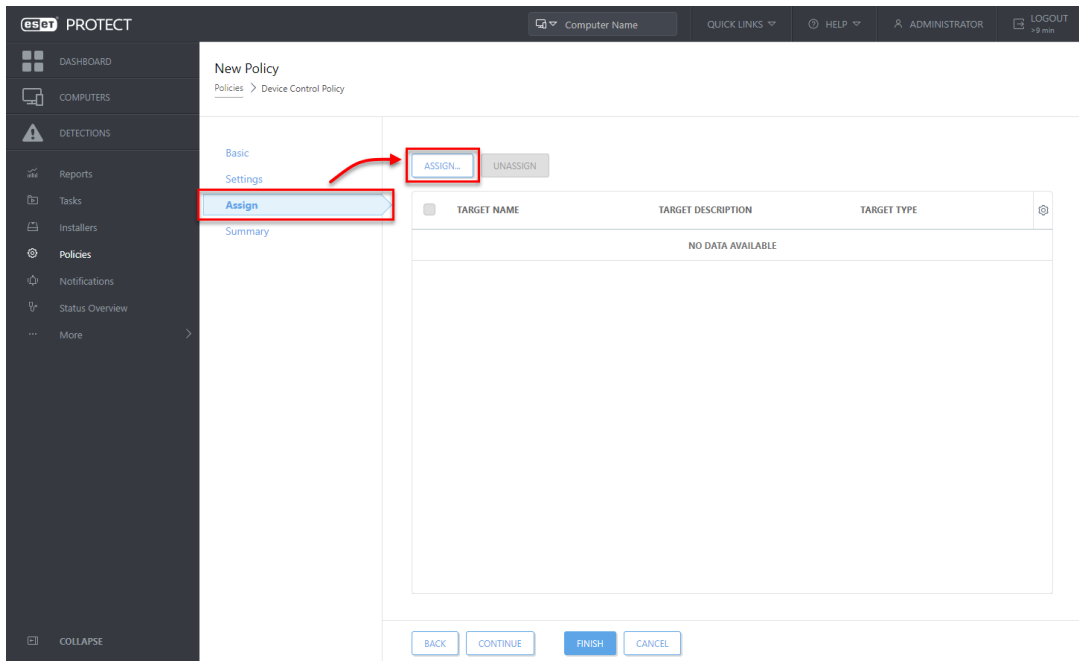 eset PROTECT
Computer Name
QUICK LINKS
HELP
ADMINISTRATOR
LOGOUT
>9 min
DASHBOARD
COMPUTERS
DETECTIONS
Reports
Tasks
Installers
Policies
Notifications
Status Overview
More
COLLAPSE
New Policy
Policies > Device Control Policy
Basic
Settings
Assign
Summary
ASSIGN... UNASSIGN
TARGET NAME TARGET DESCRIPTION TARGET TYPE
NO DATA AVAILABLE
BACK CONTINUE FINISH CANCEL